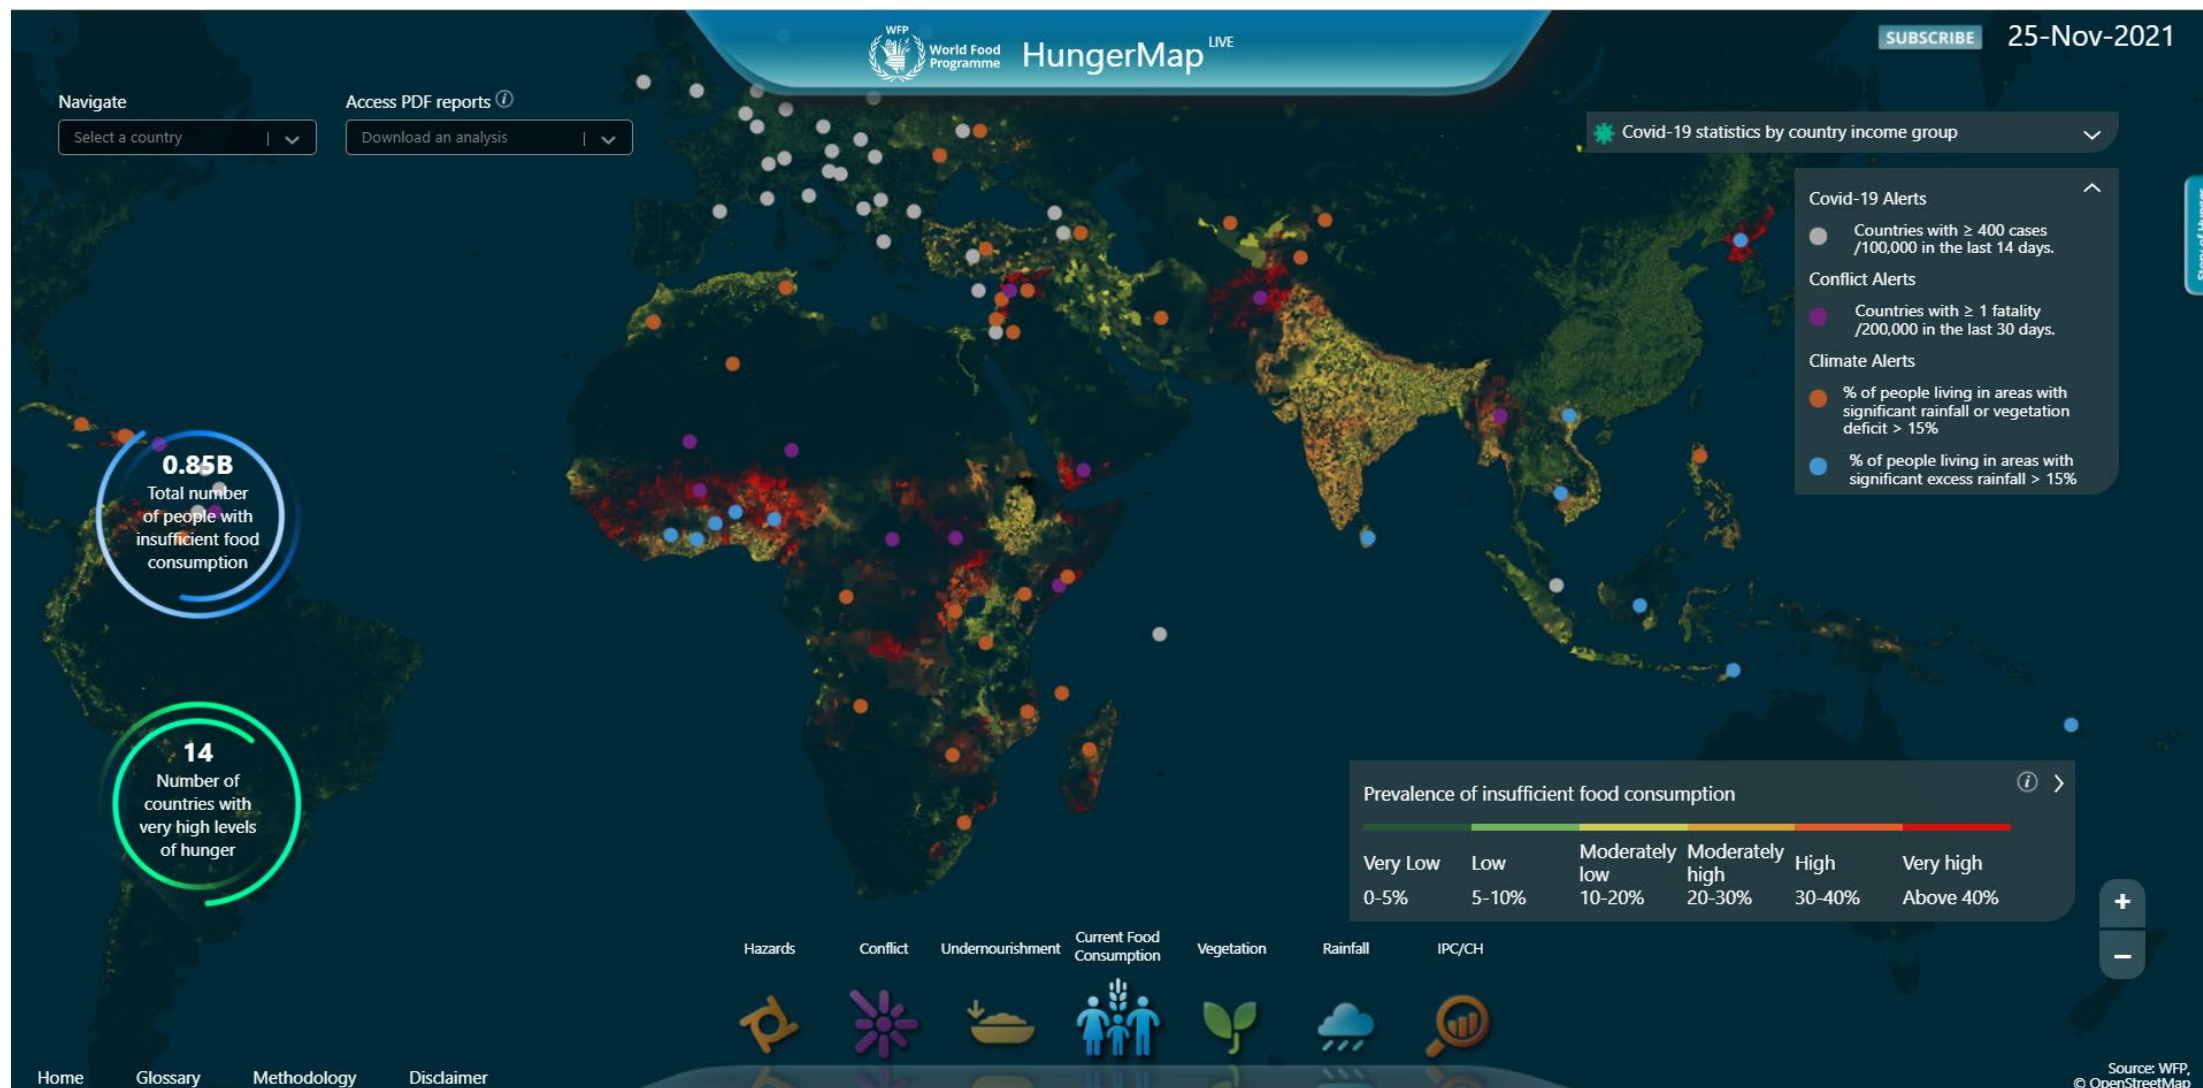 WFP
World Food
Programme
HungerMap LIVE
SUBSCRIBE
25-Nov-2021
Navigate
Select a country
Access PDF reports i
Download an analysis
Covid-19 statistics by country income group
Covid-19 Alerts
Countries with ≥ 400 cases
/100,000 in the last 14 days.
Conflict Alerts
Countries with ≥ 1 fatality
/200,000 in the last 30 days.
Climate Alerts
% of people living in areas with
significant rainfall or vegetation
deficit > 15%
% of people living in areas with
significant excess rainfall > 15%
Story of Hunger
0.85B
Total number
of people with
insufficient food
consumption
14
Number of
countries with
very high levels
of hunger
Prevalence of insufficient food consumption i
Very Low
0-5%
Low
5-10%
Moderately
low
10-20%
Moderately
high
20-30%
High
30-40%
Very high
Above 40%
+
−
Hazards
Conflict
Undernourishment
Current Food
Consumption
Vegetation
Rainfall
IPC/CH
Home
Glossary
Methodology
Disclaimer
Source: WFP,
© OpenStreetMap